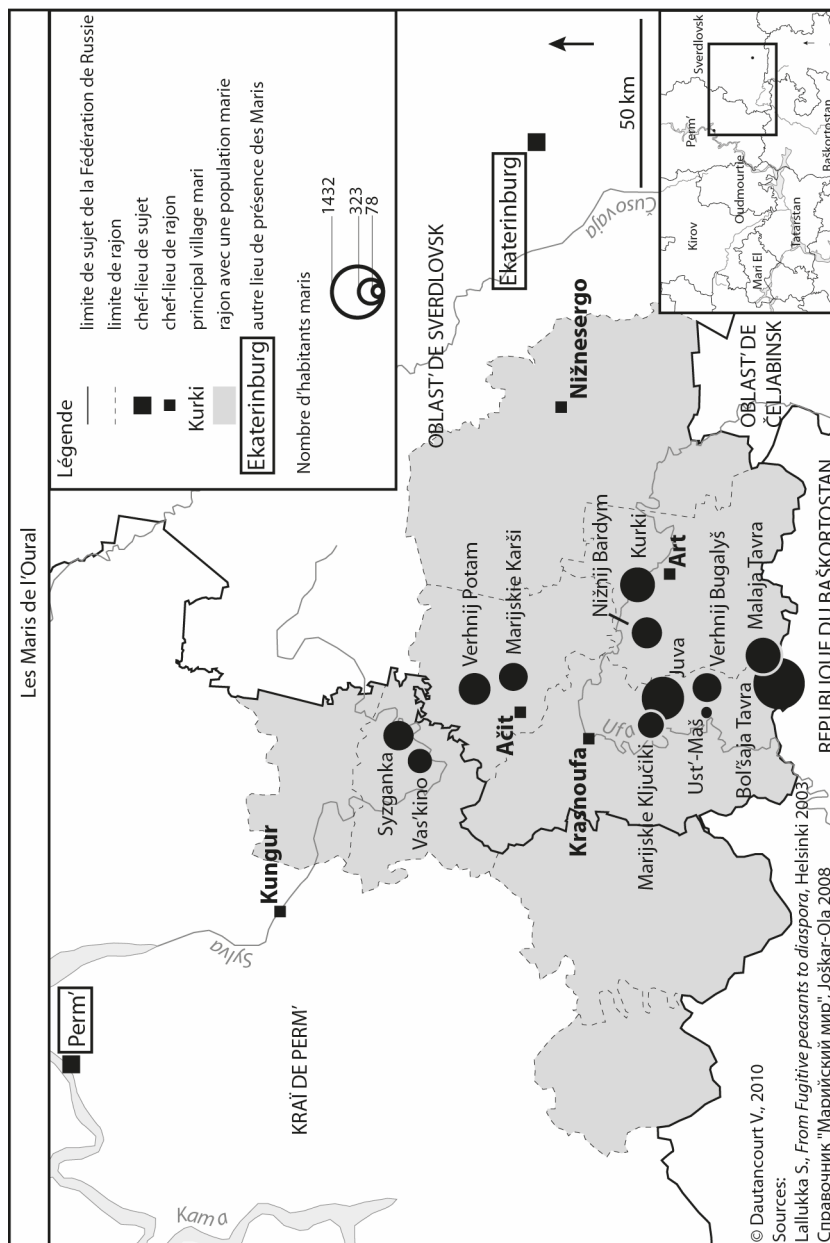 Les Maris de l'Oural
Légende
limite de sujet de la Fédération de Russie
limite de rajon
chef-lieu de sujet
chef-lieu de rajon
Kurki
principal village mari
rajon avec une population marie
Ekaterinburg
autre lieu de présence des Maris
Nombre d'habitants maris
1432
323
78
Perm'
Kama
Sylva
Kungur
KRAÏ DE PERM'
Syzganka
Vas'kino
OBLAST' DE SVERDLOVSK
Ekaterinburg
Čusovaja
Verhnij Potam
Marijskie Karši
Ačit
Nižnesergo
Krasnoufa
Ufa
Nižnij Bardym
Kurki
Art
Marijskie Ključiki
Juva
Ust'-Maš
Verhnij Bugalyš
Bol'šaja Tavra
Malaja Tavra
OBLAST' DE
ČELJABINSK
REPUBLIQUE DU BAŠKORTOSTAN
50 km
Kirov
Perm'
Sverdlovsk
Oudmourtie
Mari El
Tatarstan
Baškortostan
© Dautancourt V., 2010
Sources:
Lallukka S., From Fugitive peasants to diaspora, Helsinki 2003
Справочник "Марийский мир", Joškar-Ola 2008